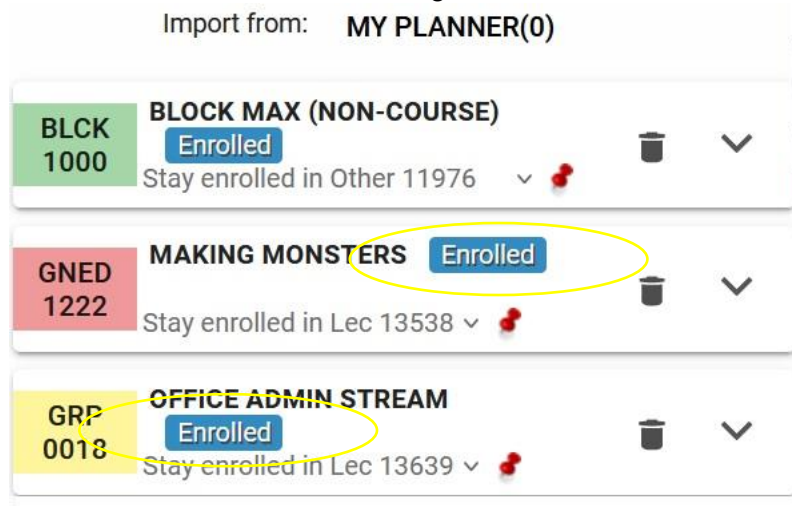 Import from: MY PLANNER(0)
BLCK
1000
BLOCK MAX (NON-COURSE)
Enrolled
Stay enrolled in Other 11976
GNED
1222
MAKING MONSTERS Enrolled
Stay enrolled in Lec 13538
GRP
0018
OFFICE ADMIN STREAM
Enrolled
Stay enrolled in Lec 13639